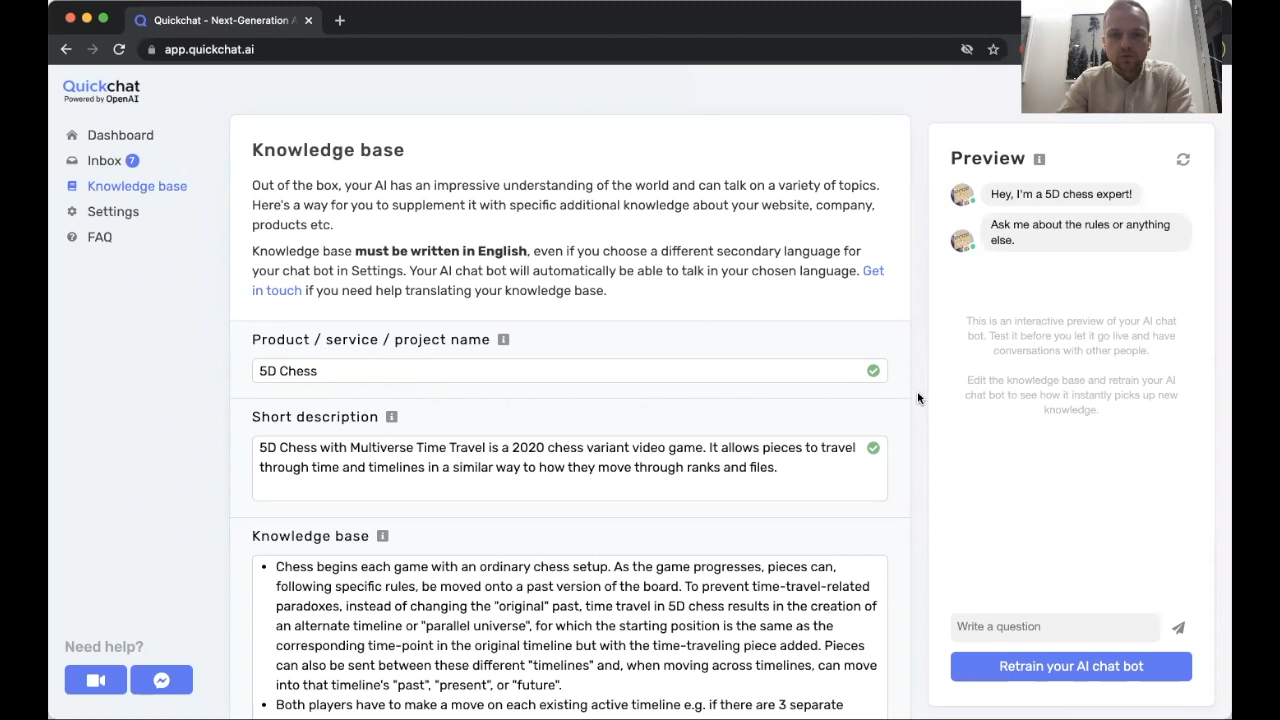 Quickchat - Next-Generation A
app.quickchat.ai
Quickchat
Powered by OpenAI
Dashboard
Inbox 7
Knowledge base
Settings
FAQ
Need help?
Knowledge base
Out of the box, your AI has an impressive understanding of the world and can talk on a variety of topics.
Here's a way for you to supplement it with specific additional knowledge about your website, company,
products etc.
Knowledge base must be written in English, even if you choose a different secondary language for
your chat bot in Settings. Your AI chat bot will automatically be able to talk in your chosen language. Get
in touch if you need help translating your knowledge base.
Product / service / project name
5D Chess
Short description
5D Chess with Multiverse Time Travel is a 2020 chess variant video game. It allows pieces to travel
through time and timelines in a similar way to how they move through ranks and files.
Knowledge base
• Chess begins each game with an ordinary chess setup. As the game progresses, pieces can,
following specific rules, be moved onto a past version of the board. To prevent time-travel-related
paradoxes, instead of changing the "original" past, time travel in 5D chess results in the creation of
an alternate timeline or "parallel universe", for which the starting position is the same as the
corresponding time-point in the original timeline but with the time-traveling piece added. Pieces
can also be sent between these different "timelines" and, when moving across timelines, can move
into that timeline's "past", "present", or "future".
• Both players have to make a move on each existing active timeline e.g. if there are 3 separate
Preview
Hey, I'm a 5D chess expert!
Ask me about the rules or anything
else.
This is an interactive preview of your AI chat
bot. Test it before you let it go live and have
conversations with other people.
Edit the knowledge base and retrain your AI
chat bot to see how it instantly picks up new
knowledge.
Write a question
Retrain your AI chat bot